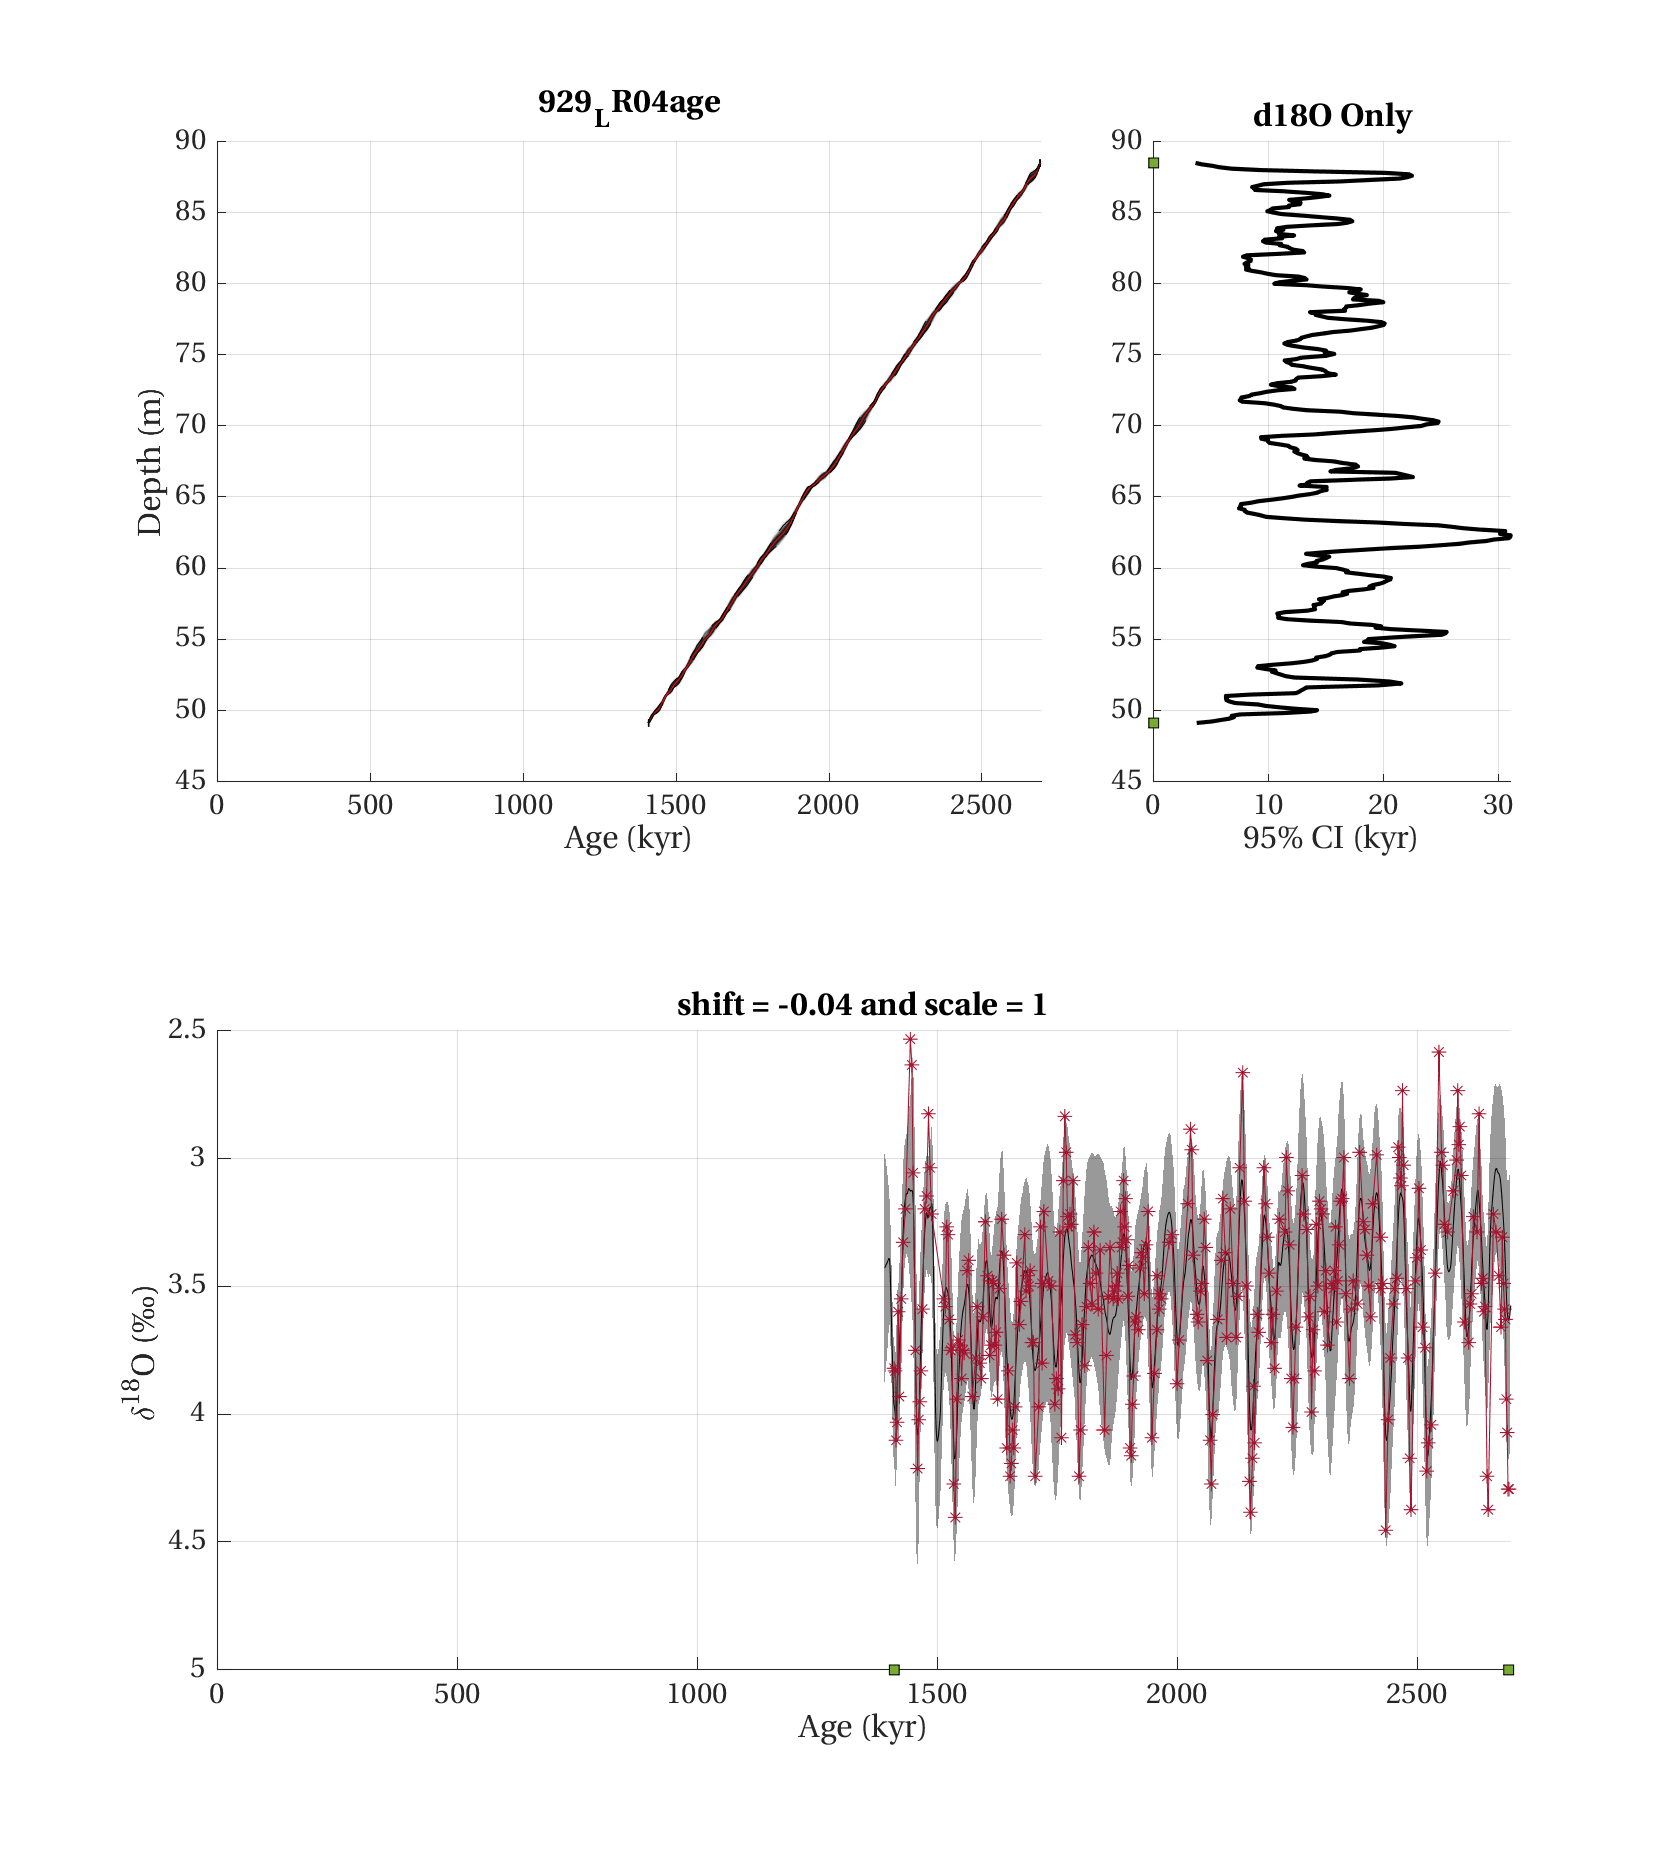 929_LR04age
90
85
80
75
70
65
60
55
50
45
0 500 1000 1500 2000 2500
Age (kyr)
Depth (m)
d18O Only
90
85
80
75
70
65
60
55
50
45
0 10 20 30
95% CI (kyr)
shift = -0.04 and scale = 1
2.5
3
3.5
4
4.5
5
0 500 1000 1500 2000 2500
Age (kyr)
δ¹⁸O (‰)